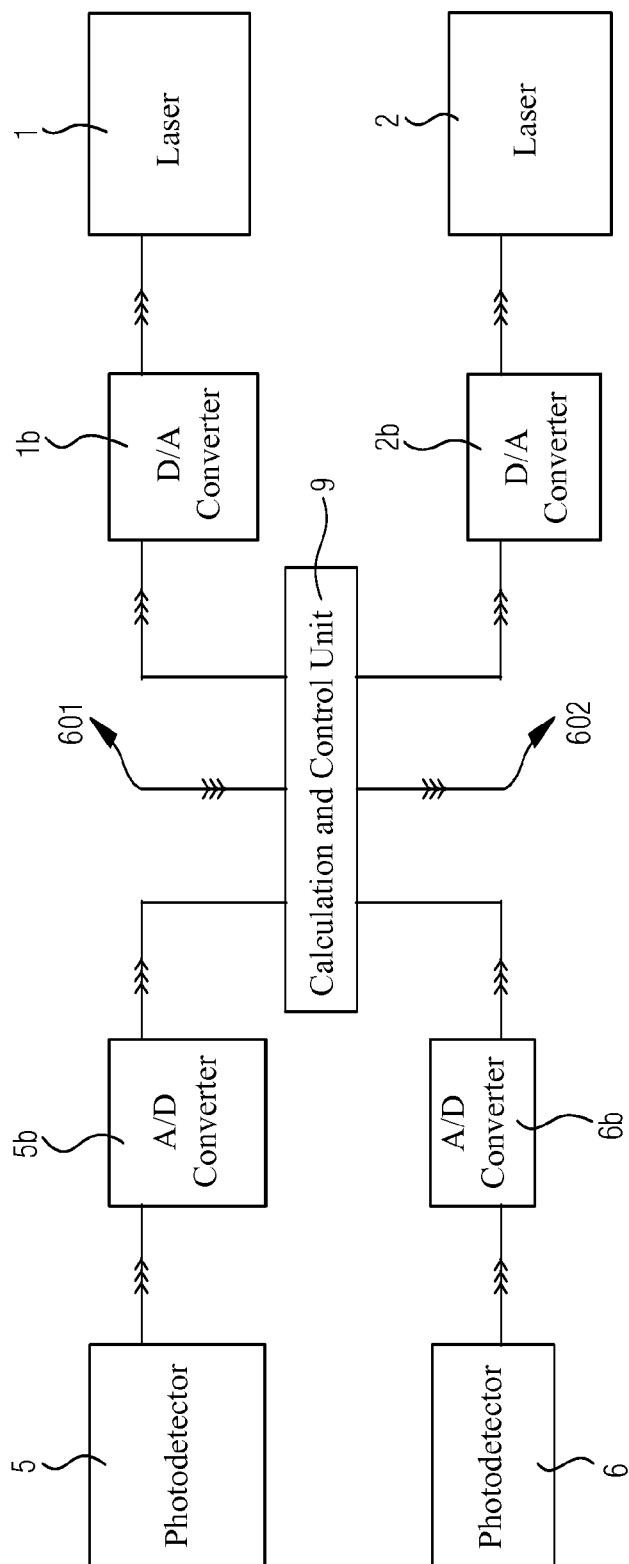 5
5b
601
1b
1
Photodetector
A/D
Converter
D/A
Converter
Laser
9
Calculation and Control Unit
2b
2
Photodetector
A/D
Converter
D/A
Converter
Laser
6
6b
602